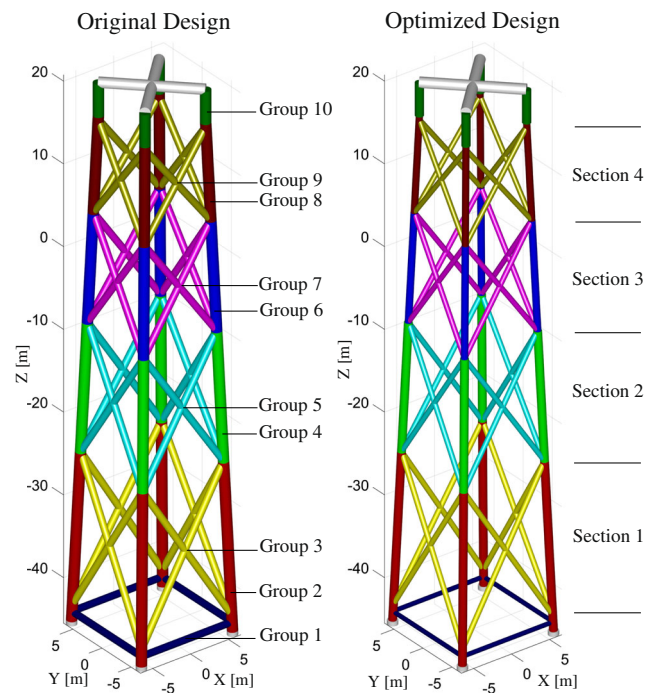 Original Design
Optimized Design
20
10
0
-10
-20
-30
-40
Z [m]
5
0
-5
Y [m]
-5
0
5
X [m]
Group 10
Group 9
Group 8
Group 7
Group 6
Group 5
Group 4
Group 3
Group 2
Group 1
20
10
0
-10
-20
-30
-40
Z [m]
5
0
-5
Y [m]
-5
0
5
X [m]
Section 4
Section 3
Section 2
Section 1